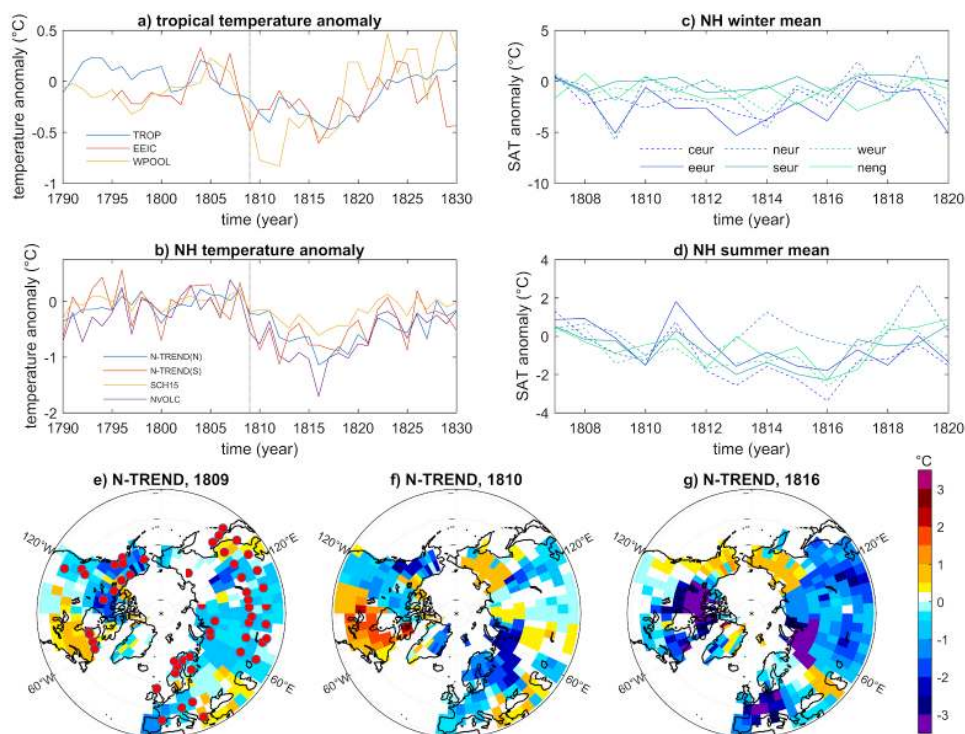 a) tropical temperature anomaly
temperature anomaly (°C)
0.5
0
-0.5
-1
TROP
EEIC
WPOOL
1790 1795 1800 1805 1810 1815 1820 1825 1830
time (year)
c) NH winter mean
SAT anomaly (°C)
5
0
-5
-10
ceur neur weur
eeur seur neng
1808 1810 1812 1814 1816 1818 1820
time (year)
b) NH temperature anomaly
temperature anomaly (°C)
0
-1
-2
N-TREND(N)
N-TREND(S)
SCH15
NVOLC
1790 1795 1800 1805 1810 1815 1820 1825 1830
time (year)
d) NH summer mean
SAT anomaly (°C)
4
2
0
-2
-4
1808 1810 1812 1814 1816 1818 1820
time (year)
e) N-TREND, 1809
120°W
120°E
60°W
60°E
f) N-TREND, 1810
120°W
120°E
60°W
60°E
g) N-TREND, 1816
120°W
120°E
60°W
60°E
°C
3
2
1
0
-1
-2
-3